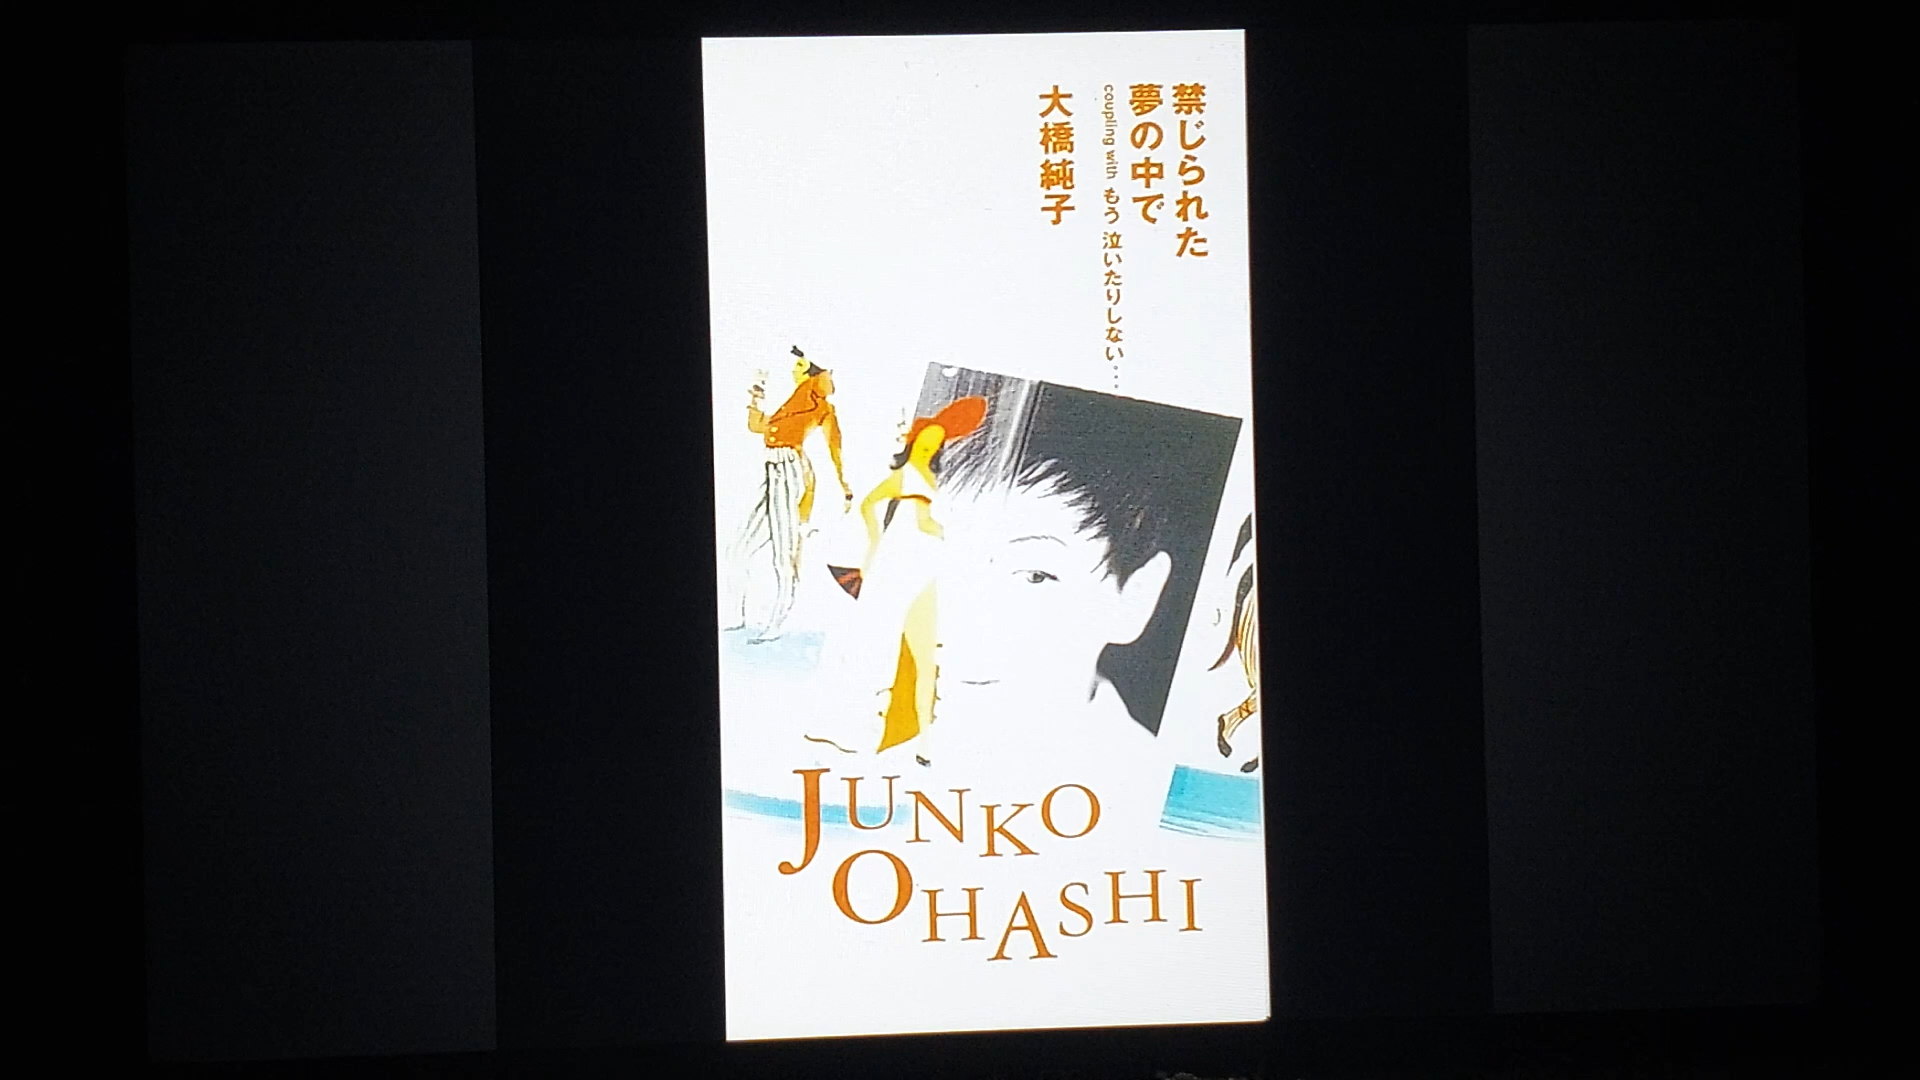 禁じられた
夢の中で
coupling with もう 泣いたりしない...
大橋純子
JUNKO
OHASHI